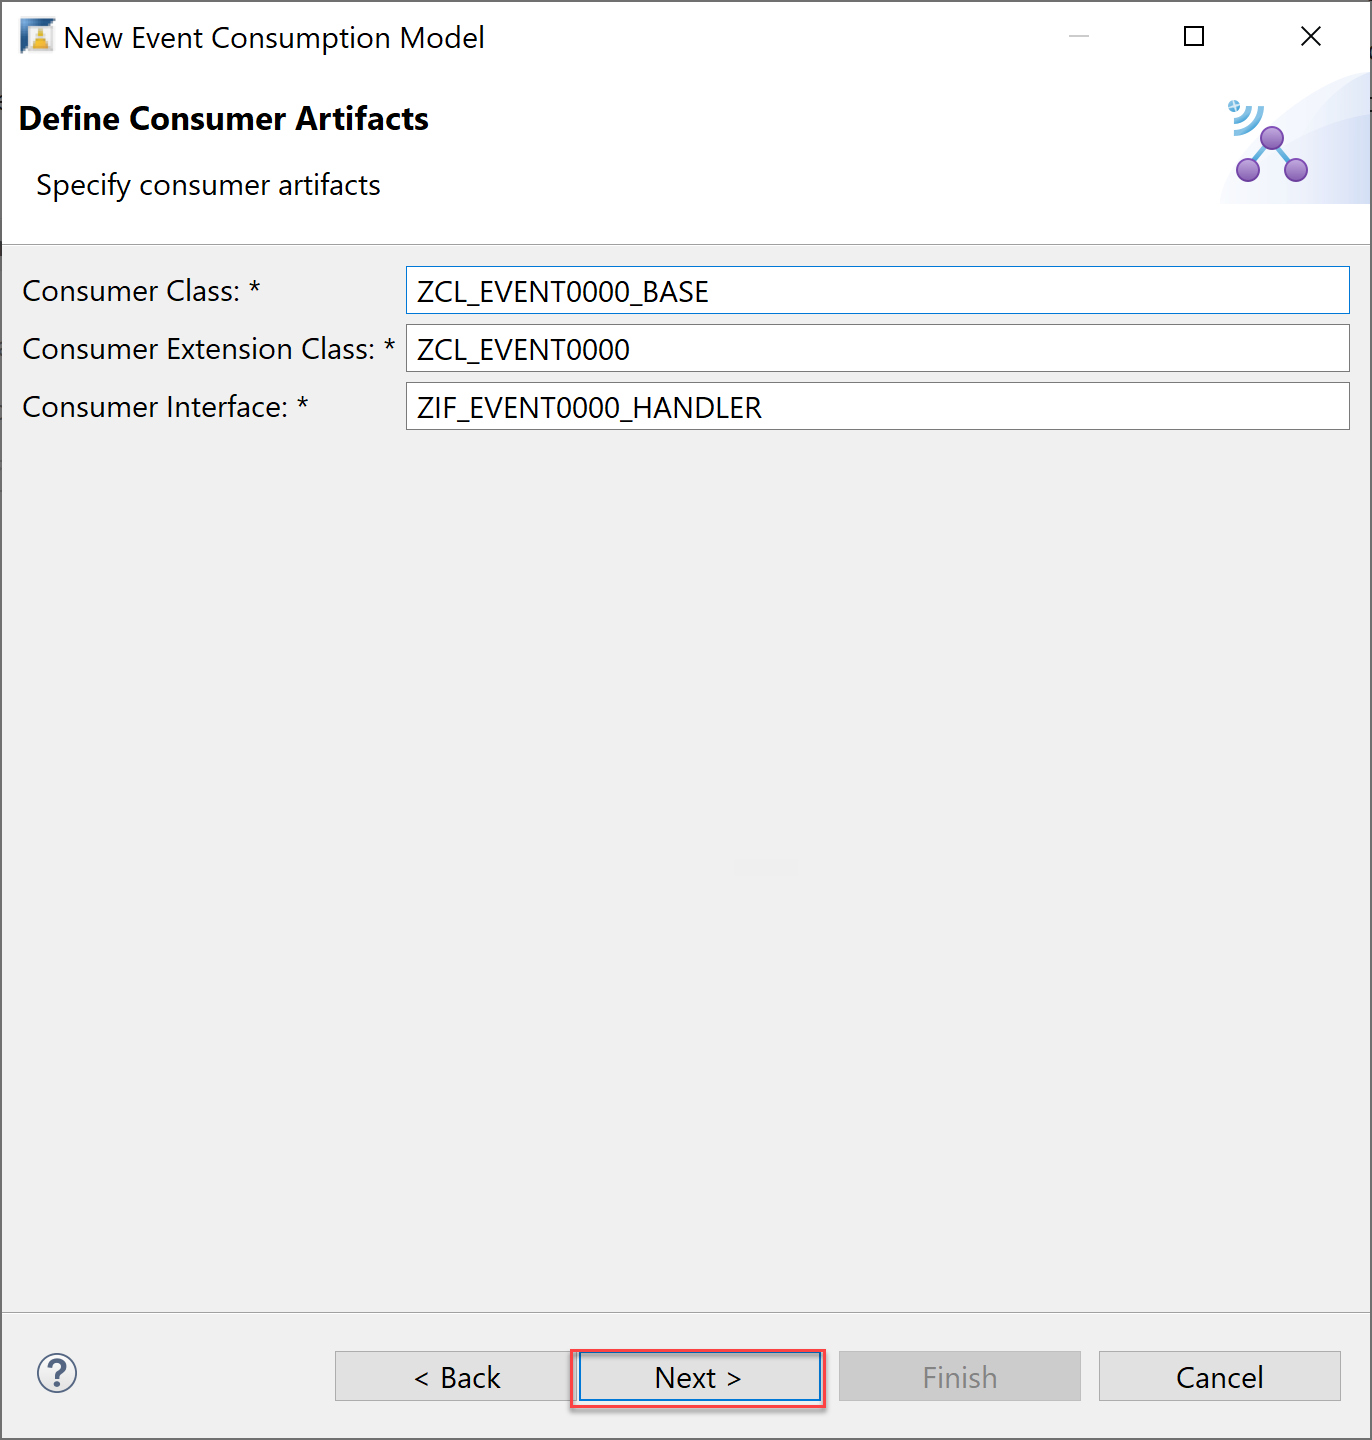 New Event Consumption Model
Define Consumer Artifacts
Specify consumer artifacts
Consumer Class: * ZCL_EVENT0000_BASE
Consumer Extension Class: * ZCL_EVENT0000
Consumer Interface: * ZIF_EVENT0000_HANDLER
? < Back Next > Finish Cancel